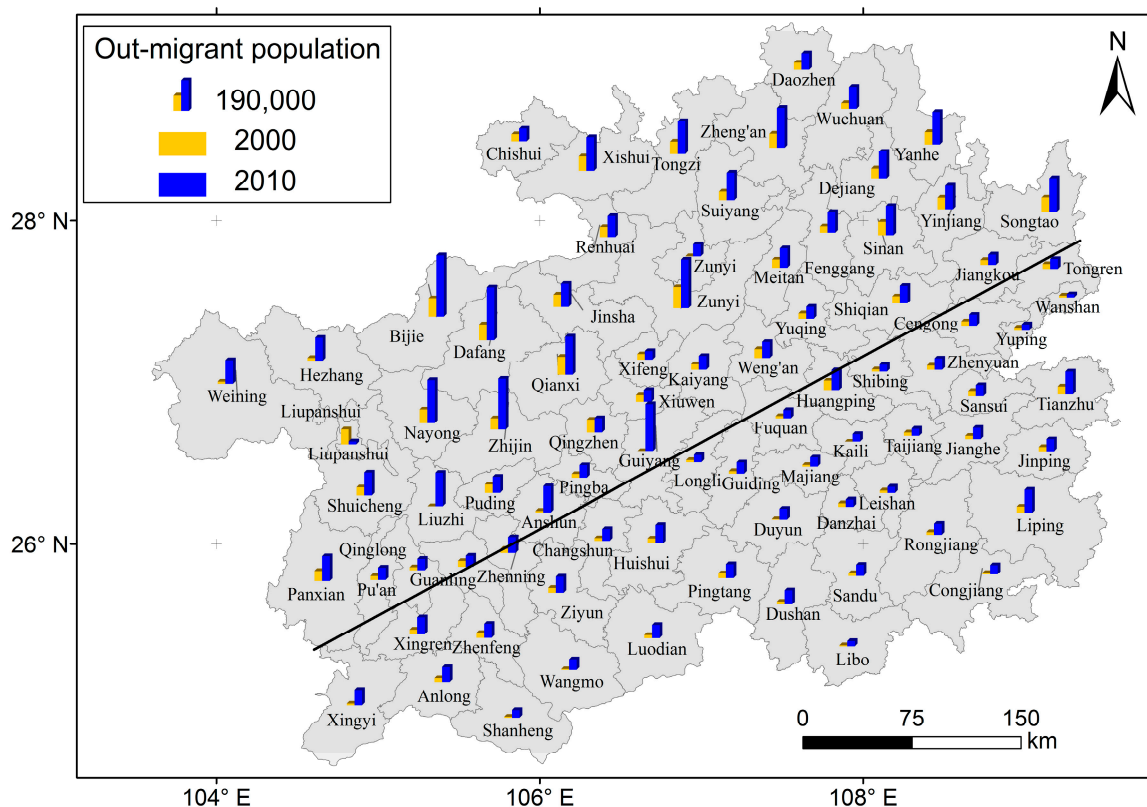 Out-migrant population
190,000
2000
2010
N
28° N
26° N
104° E
106° E
108° E
0 75 150
km
Daozhen
Wuchuan
Zheng'an
Yanhe
Chishui
Xishui
Tongzi
Dejiang
Suiyang
Yinjiang
Songtao
Renhuai
Sinan
Zunyi
Meitan
Fenggang
Jiangkou
Tongren
Zunyi
Shiqian
Wanshan
Bijie
Dafang
Jinsha
Yuqing
Cengong
Yuping
Hezhang
Qianxi
Xifeng
Kaiyang
Weng'an
Zhenyuan
Shibing
Weihing
Xiuwen
Huangping
Sansui
Tianzhu
Liupanshui
Nayong
Zhijin
Qingzhen
Fuquan
Liupanshui
Guiyang
Kaili
Taijiang
Jianghe
Jinping
Pingba
Longli
Guiding
Majiang
Shuicheng
Liuzhi
Puding
Anshun
Leishan
Danzhai
Liping
Duyun
Rongjiang
Qinglong
Changshun
Huishui
Guanling
Zhenning
Panxian
Pu'an
Ziyun
Pingtang
Sandu
Congjiang
Dushan
Xingren
Zhenfeng
Luodian
Libo
Wangmo
Anlong
Xingyi
Shanheng